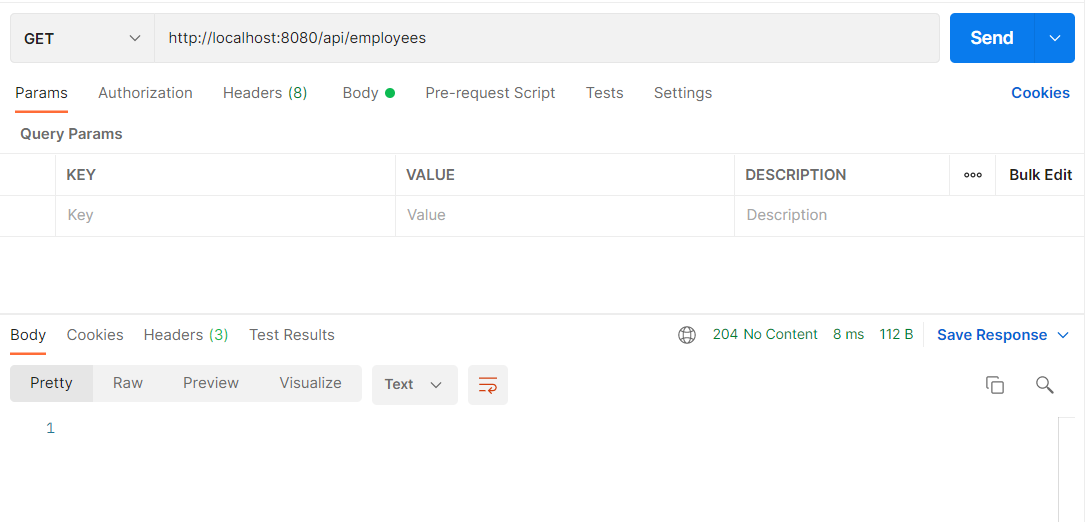 GET http://localhost:8080/api/employees Send
Params Authorization Headers (8) Body Pre-request Script Tests Settings Cookies
Query Params
KEY VALUE DESCRIPTION Bulk Edit
Key Value Description
Body Cookies Headers (3) Test Results 204 No Content 8 ms 112 B Save Response
Pretty Raw Preview Visualize Text
1